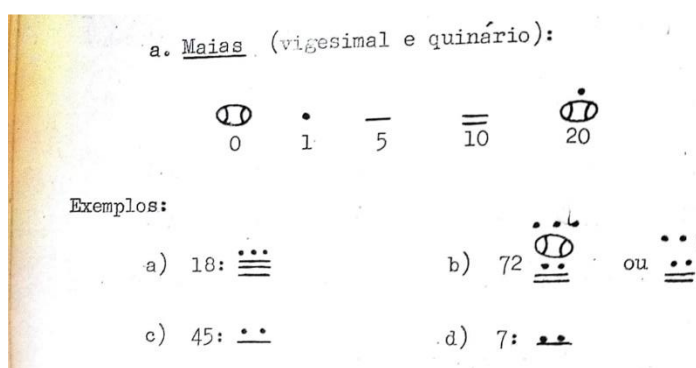 a. Maias (vigesimal e quinário):
0 1 5 10 20
Exemplos:
a) 18: b) 72 ou
c) 45: d) 7: